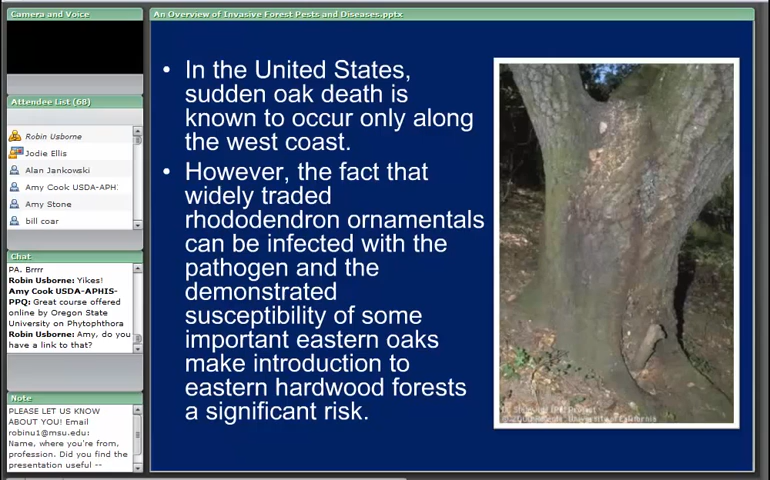 Camera and Voice
An Overview of Invasive Forest Pests and Diseases.pptx
Attendee List (68)
Robin Usborne
Jodie Ellis
Alan Jankowski
Amy Cook USDA-APHI
Amy Stone
bill coar
Chat
PA. Brrrr
Robin Usborne: Yikes!
Amy Cook USDA-APHIS-
PPQ: Great course offered
online by Oregon State
University on Phytophthora
Robin Usborne: Amy, do you
have a link to that?
Note
PLEASE LET US KNOW
ABOUT YOU! Email
robinu1@msu.edu:
Name, where you're from,
profession. Did you find the
presentation useful --
• In the United States,
sudden oak death is
known to occur only along
the west coast.
• However, the fact that
widely traded
rhododendron ornamentals
can be infected with the
pathogen and the
demonstrated
susceptibility of some
important eastern oaks
make introduction to
eastern hardwood forests
a significant risk.